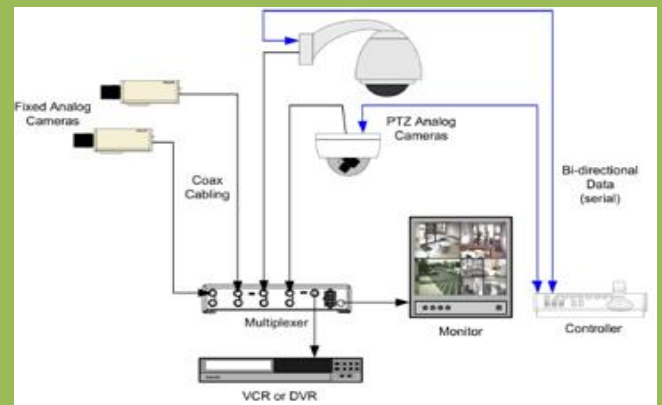 Fixed Analog
Cameras
PTZ Analog
Cameras
Coax
Cabling
Bi-directional
Data
(serial)
Multiplexer
Monitor
Controller
VCR or DVR